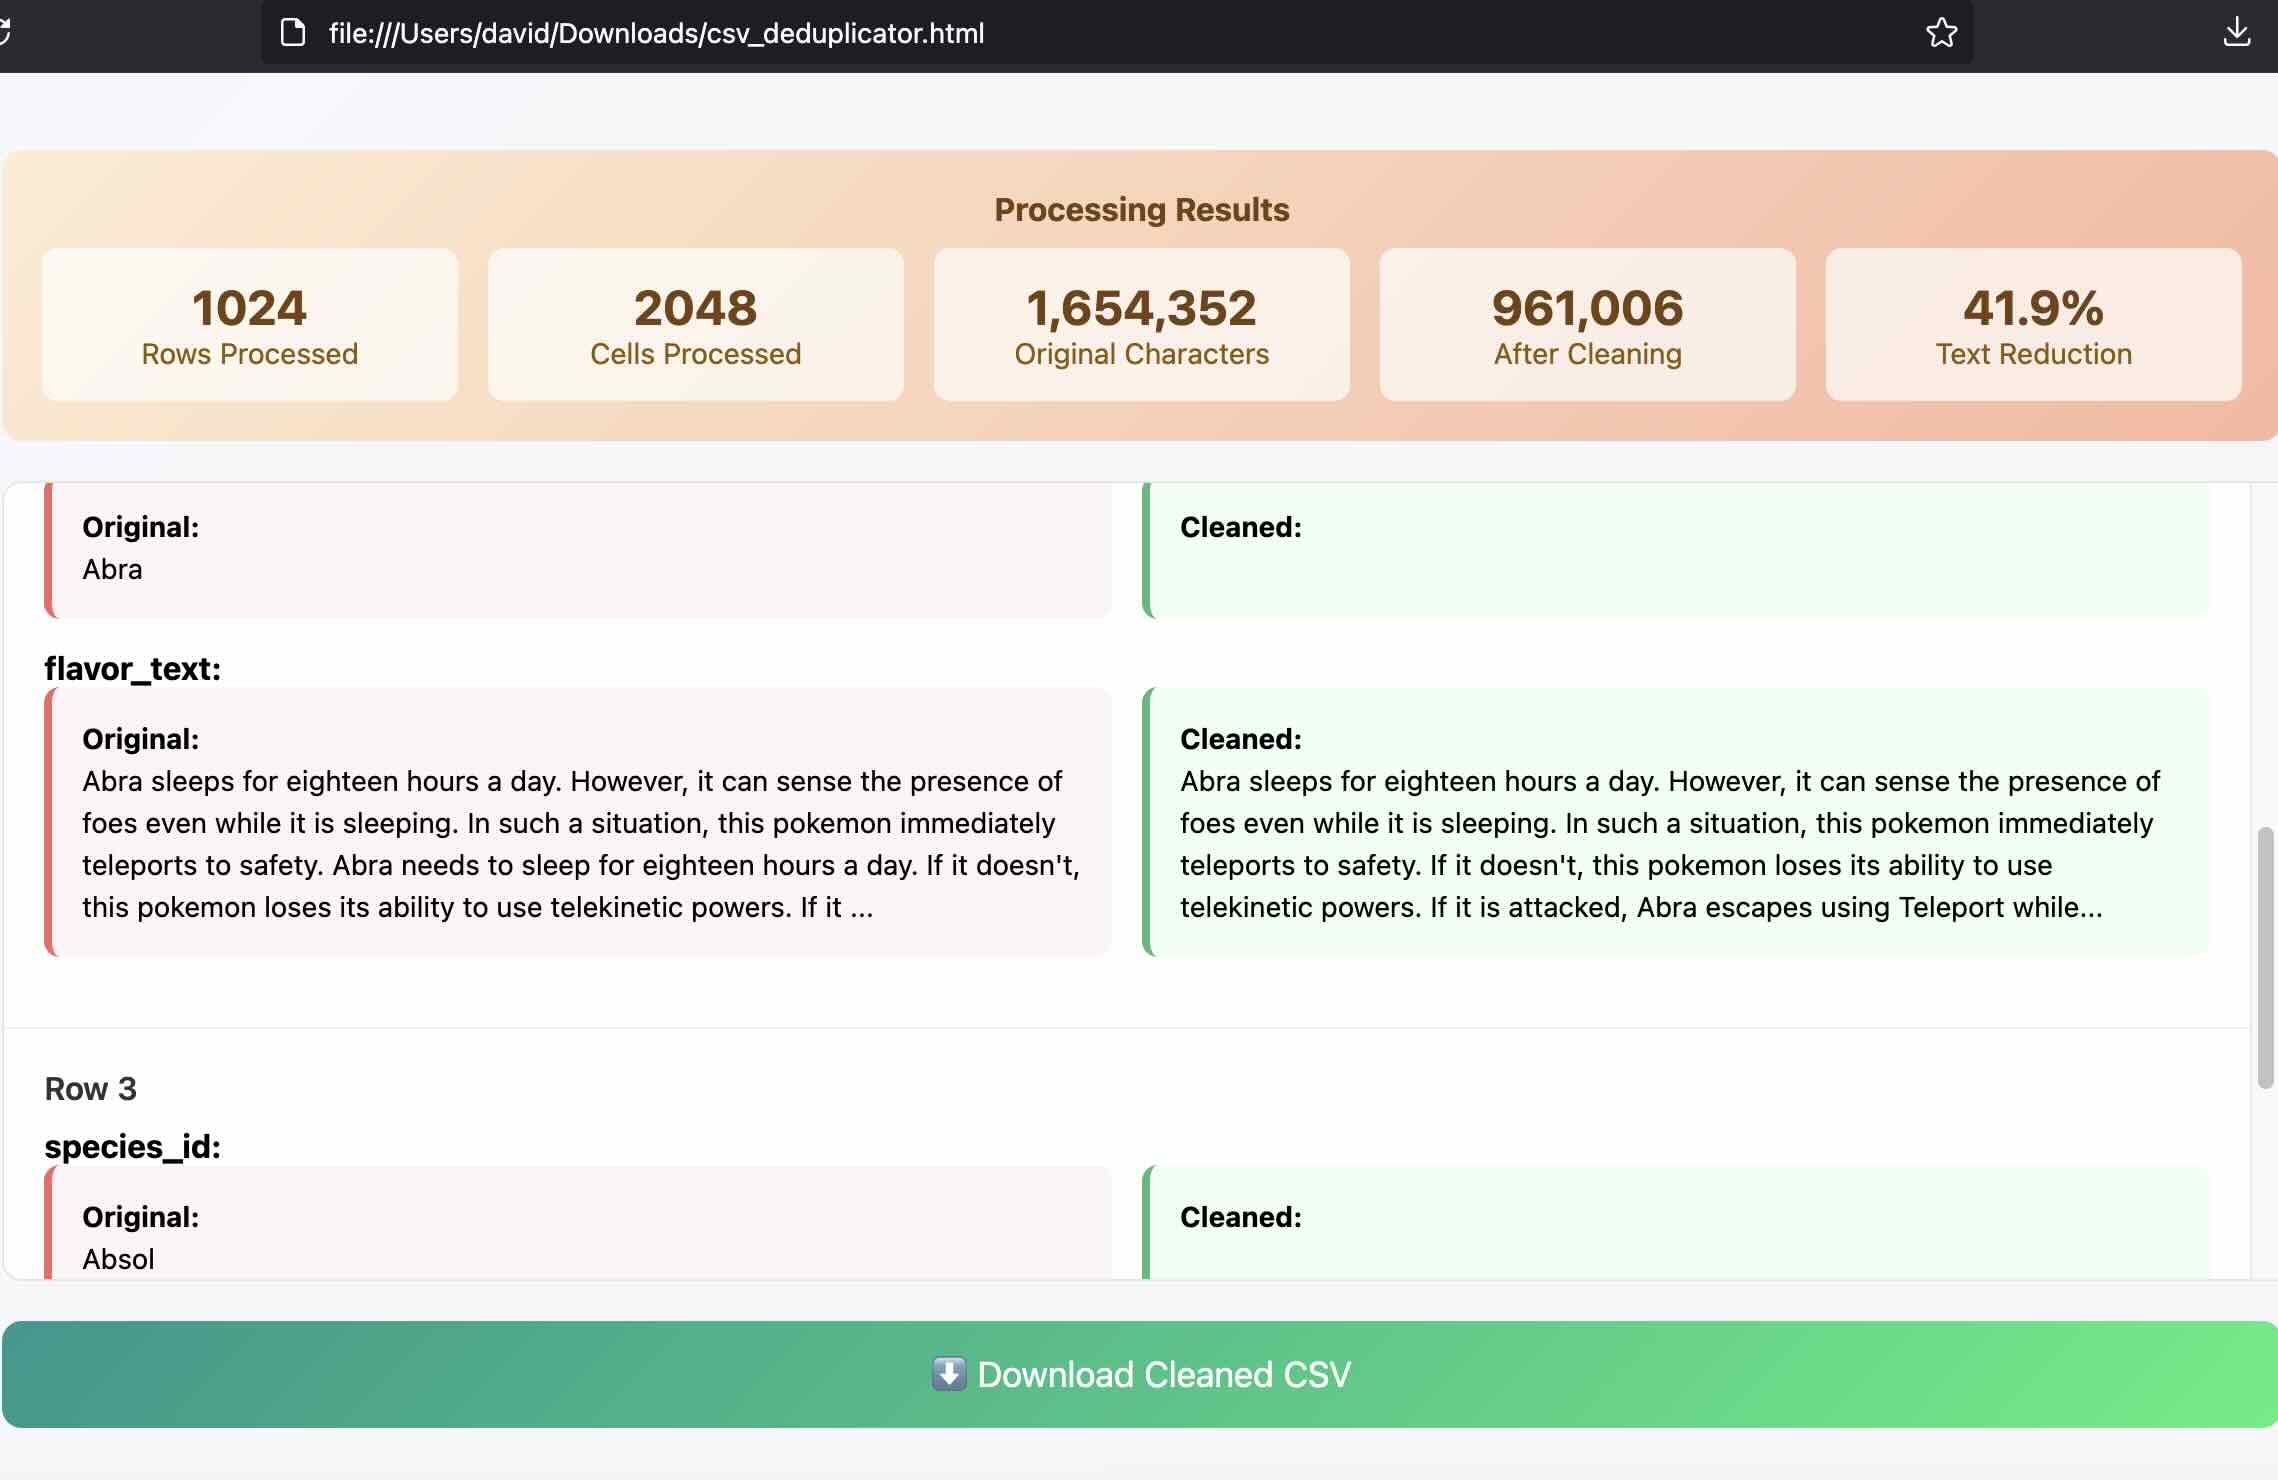 file:///Users/david/Downloads/csv_deduplicator.html
Processing Results
1024
Rows Processed
2048
Cells Processed
1,654,352
Original Characters
961,006
After Cleaning
41.9%
Text Reduction
Original:
Abra
Cleaned:
flavor_text:
Original:
Abra sleeps for eighteen hours a day. However, it can sense the presence of
foes even while it is sleeping. In such a situation, this pokemon immediately
teleports to safety. Abra needs to sleep for eighteen hours a day. If it doesn't,
this pokemon loses its ability to use telekinetic powers. If it ...
Cleaned:
Abra sleeps for eighteen hours a day. However, it can sense the presence of
foes even while it is sleeping. In such a situation, this pokemon immediately
teleports to safety. If it doesn't, this pokemon loses its ability to use
telekinetic powers. If it is attacked, Abra escapes using Teleport while...
Row 3
species_id:
Original:
Absol
Cleaned:
Download Cleaned CSV